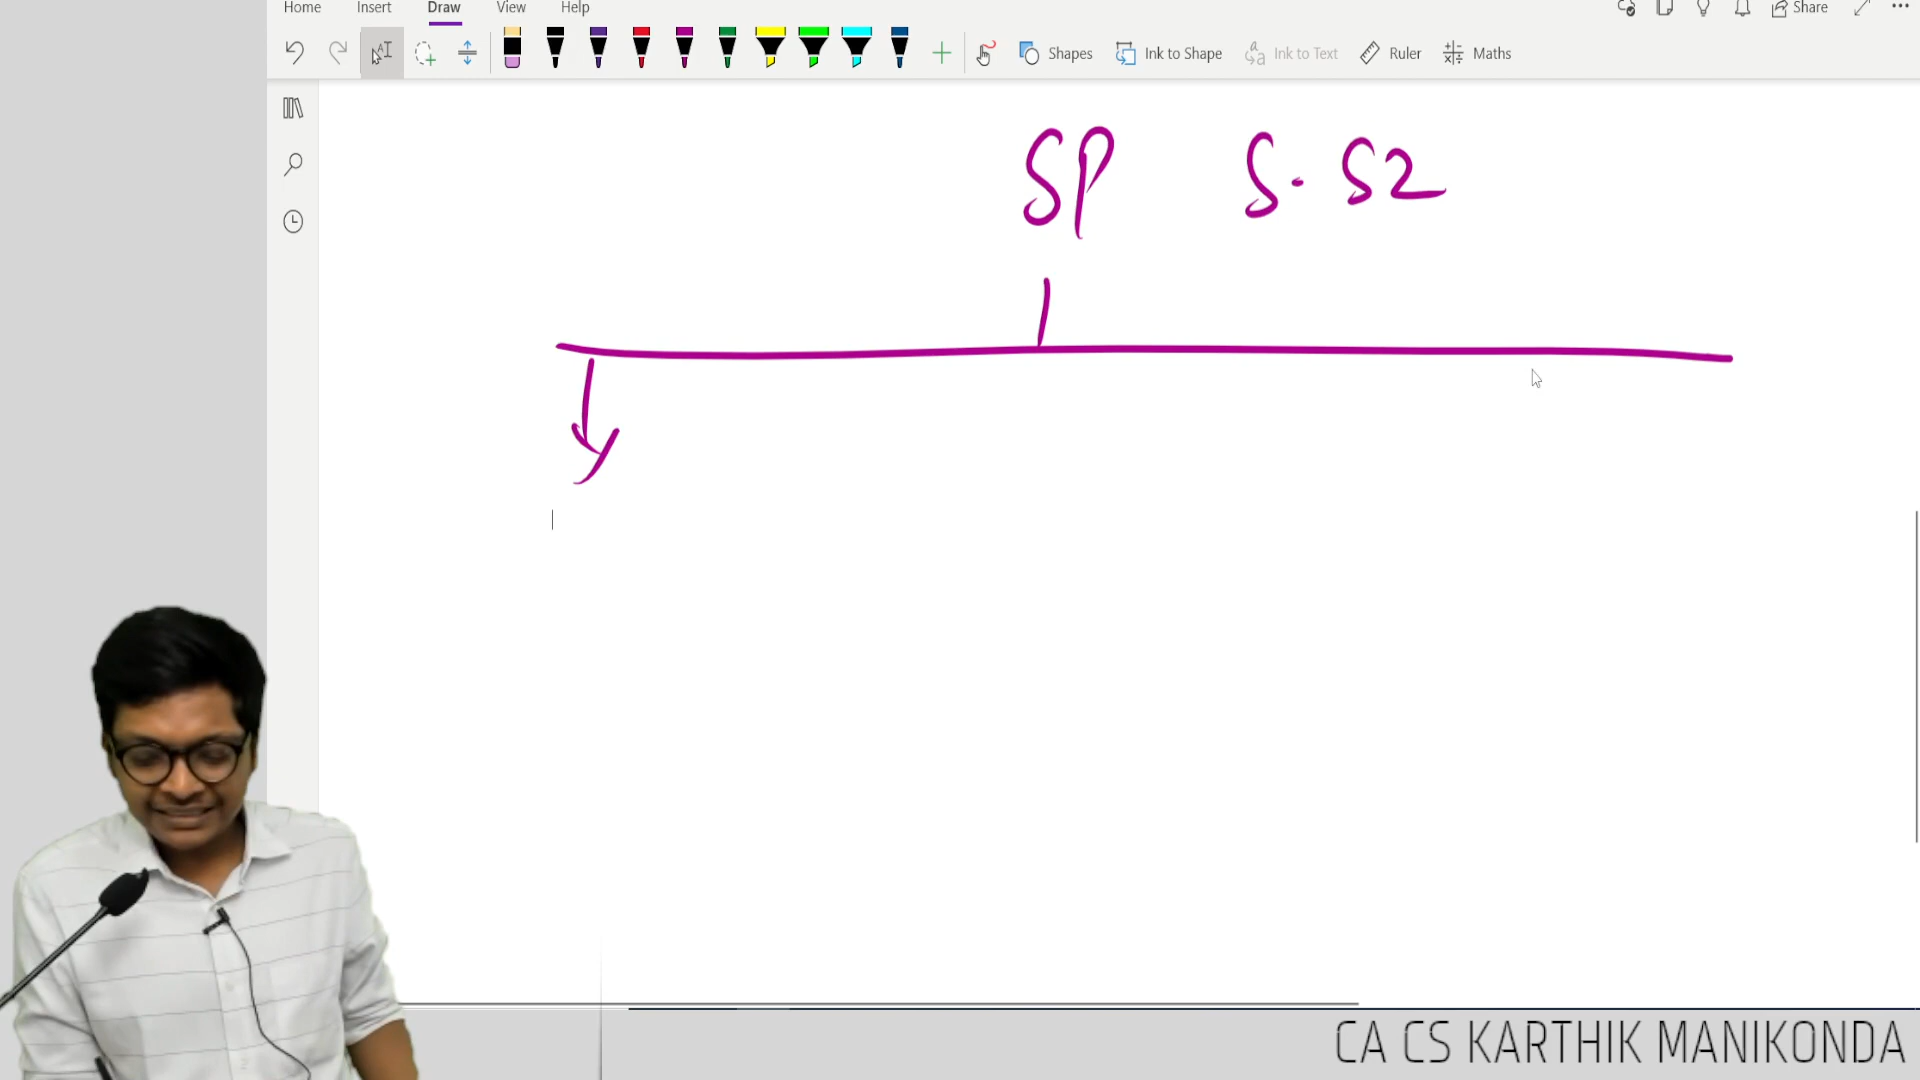 Home Insert Draw View Help Share
Shapes Ink to Shape Ink to Text Ruler Maths
SP S. S2
CA CS KARTHIK MANIKONDA